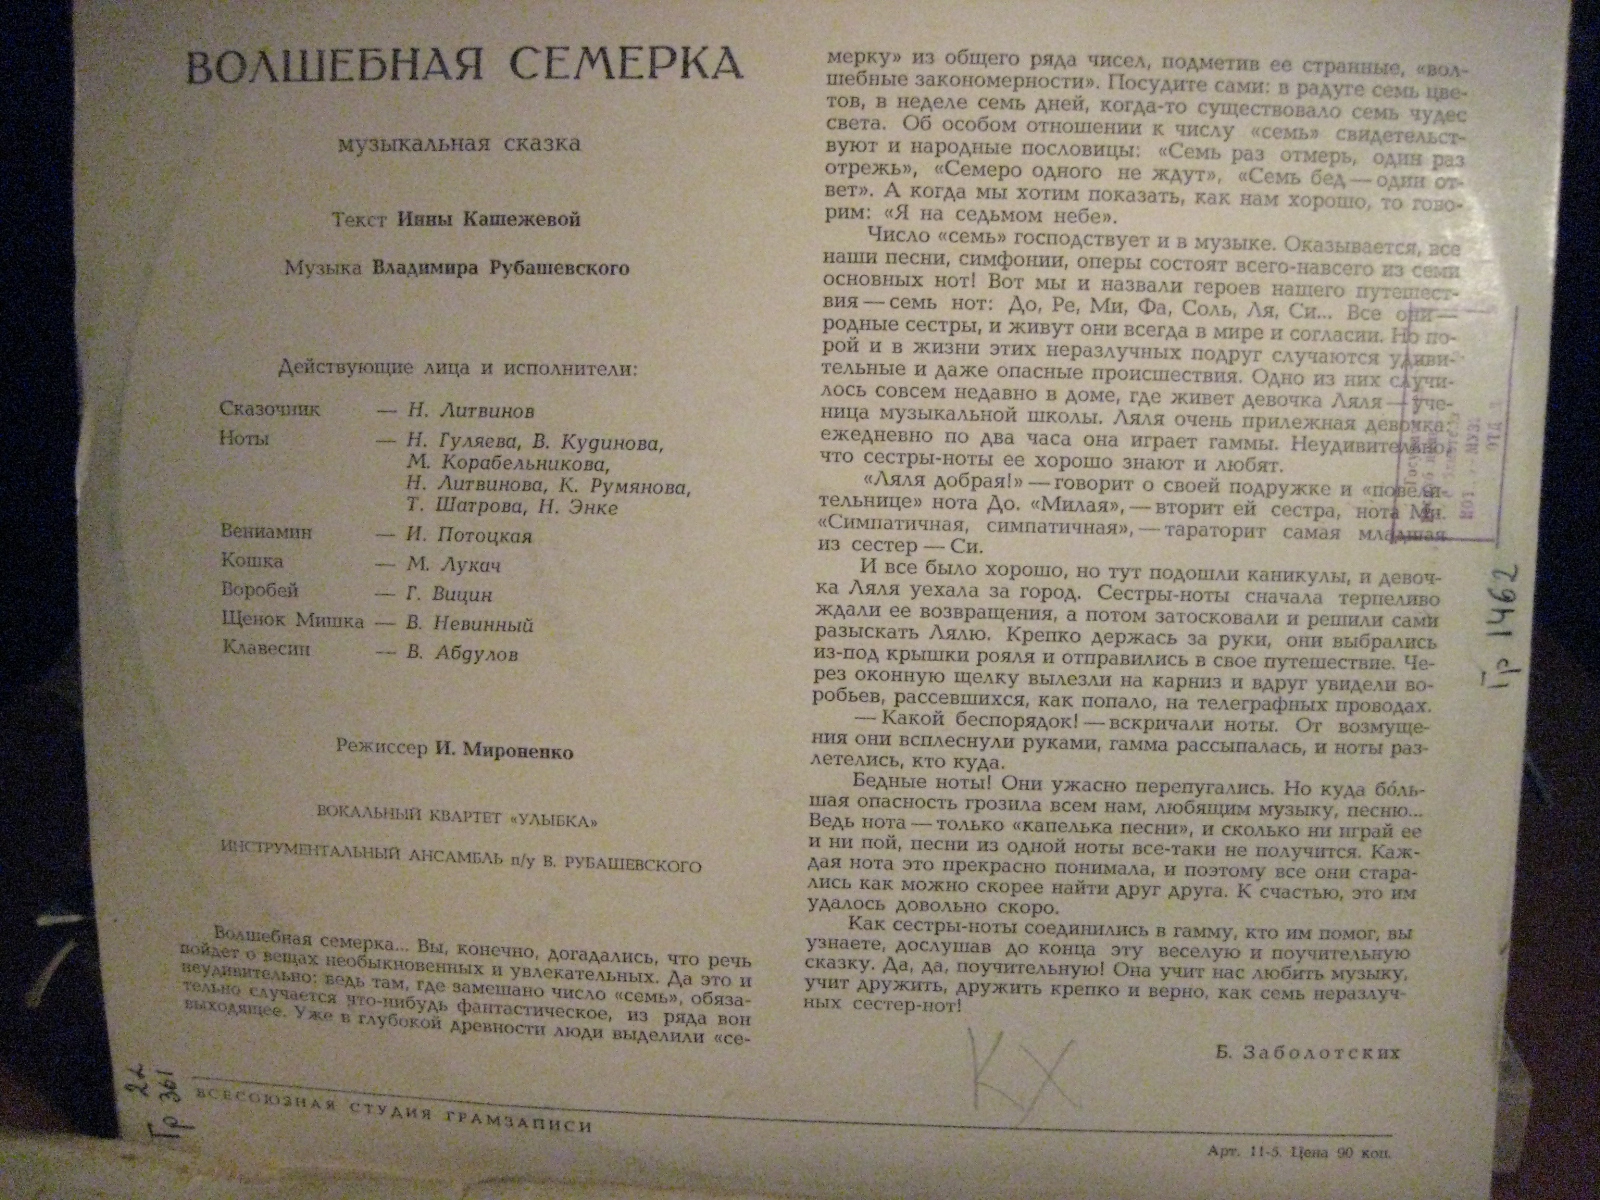 ВОЛШЕБНАЯ СЕМЕРКА
музыкальная сказка
Текст Инны Кашежевой
Музыка Владимира Рубашевского
Действующие лица и исполнители:
Сказочник — Н. Литвинов
Ноты — Н. Гуляева, В. Кудинова,
М. Корабельникова,
Н. Литвинова, К. Румянова,
Т. Шатрова, Н. Энке
Вениамин — И. Потоцкая
Кошка — М. Лукач
Воробей — Г. Вицин
Щенок Мишка — В. Невинный
Клавесин — В. Абдулов
Режиссер И. Мироненко
ВОКАЛЬНЫЙ КВАРТЕТ «УЛЫБКА»
ИНСТРУМЕНТАЛЬНЫЙ АНСАМБЛЬ п/у В. РУБАШЕВСКОГО
Волшебная семерка... Вы, конечно, догадались, что речь
пойдет о вещах необыкновенных и увлекательных. Да это и
неудивительно: ведь там, где замешано число «семь», обяза-
тельно случается что-нибудь фантастическое, из ряда вон
выходящее. Уже в глубокой древности люди выделили «се-
мерку» из общего ряда чисел, подметив ее странные, «вол-
шебные закономерности». Посудите сами: в радуге семь цве-
тов, в неделе семь дней, когда-то существовало семь чудес
света. Об особом отношении к числу «семь» свидетельст-
вуют и народные пословицы: «Семь раз отмерь, один раз
отрежь», «Семеро одного не ждут», «Семь бед — один от-
вет». А когда мы хотим показать, как нам хорошо, то гово-
рим: «Я на седьмом небе».
Число «семь» господствует и в музыке. Оказывается, все
наши песни, симфонии, оперы состоят всего-навсего из семи
основных нот! Вот мы и назвали героев нашего путешест-
вия — семь нот: До, Ре, Ми, Фа, Соль, Ля, Си... Все они —
родные сестры, и живут они всегда в мире и согласии. Но по-
рой и в жизни этих неразлучных подруг случаются удиви-
тельные и даже опасные происшествия. Одно из них случи-
лось совсем недавно в доме, где живет девочка Ляля — уче-
ница музыкальной школы. Ляля очень прилежная девочка:
ежедневно по два часа она играет гаммы. Неудивительно,
что сестры-ноты ее хорошо знают и любят.
«Ляля добрая!» — говорит о своей подружке и «повели-
тельнице» нота До. «Милая», — вторит ей сестра, нота Ми.
«Симпатичная, симпатичная», — тараторит самая младшая
из сестер — Си.
И все было хорошо, но тут подошли каникулы, и девоч-
ка Ляля уехала за город. Сестры-ноты сначала терпеливо
ждали ее возвращения, а потом затосковали и решили сами
разыскать Лялю. Крепко держась за руки, они выбрались
из-под крышки рояля и отправились в свое путешествие. Че-
рез оконную щелку вылезли на карниз и вдруг увидели во-
робьев, рассевшихся, как попало, на телеграфных проводах.
— Какой беспорядок! — вскричали ноты. От возмуще-
ния они всплеснули руками, гамма рассыпалась, и ноты раз-
летелись, кто куда.
Бедные ноты! Они ужасно перепугались. Но куда бо́ль-
шая опасность грозила всем нам, любящим музыку, песню...
Ведь нота — только «капелька песни», и сколько ни играй ее
и ни пой, песни из одной ноты все-таки не получится. Каж-
дая нота это прекрасно понимала, и поэтому все они стара-
лись как можно скорее найти друг друга. К счастью, это им
удалось довольно скоро.
Как сестры-ноты соединились в гамму, кто им помог, вы
узнаете, дослушав до конца эту веселую и поучительную
сказку. Да, да, поучительную! Она учит нас любить музыку,
учит дружить, дружить крепко и верно, как семь неразлуч-
ных сестер-нот!
Б. Заболотских
КХ
Гр 1462
22
Гр 361
ВСЕСОЮЗНАЯ СТУДИЯ ГРАМЗАПИСИ
Арт. 11-5. Цена 90 коп.